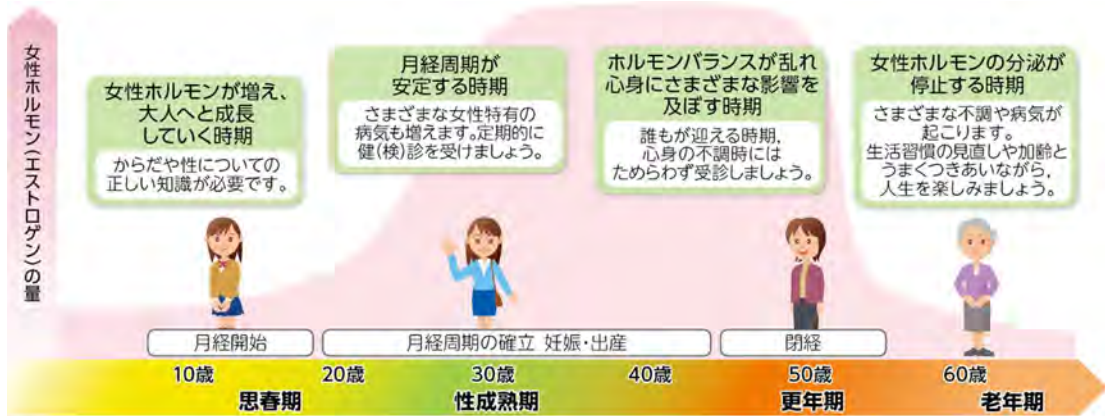 女性ホルモン(エストロゲン)の量
女性ホルモンが増え、
大人へと成長
していく時期
からだや性についての
正しい知識が必要です。
月経周期が
安定する時期
さまざまな女性特有の
病気も増えます。定期的に
健(検)診を受けましょう。
ホルモンバランスが乱れ
心身にさまざまな影響を
及ぼす時期
誰もが迎える時期，
心身の不調時には
ためらわず受診しましょう。
女性ホルモンの分泌が
停止する時期
さまざまな不調や病気が
起こります。
生活習慣の見直しや加齢と
うまくつきあいながら，
人生を楽しみましょう。
月経開始
月経周期の確立 妊娠・出産
閉経
10歳
20歳
30歳
40歳
50歳
60歳
思春期
性成熟期
更年期
老年期